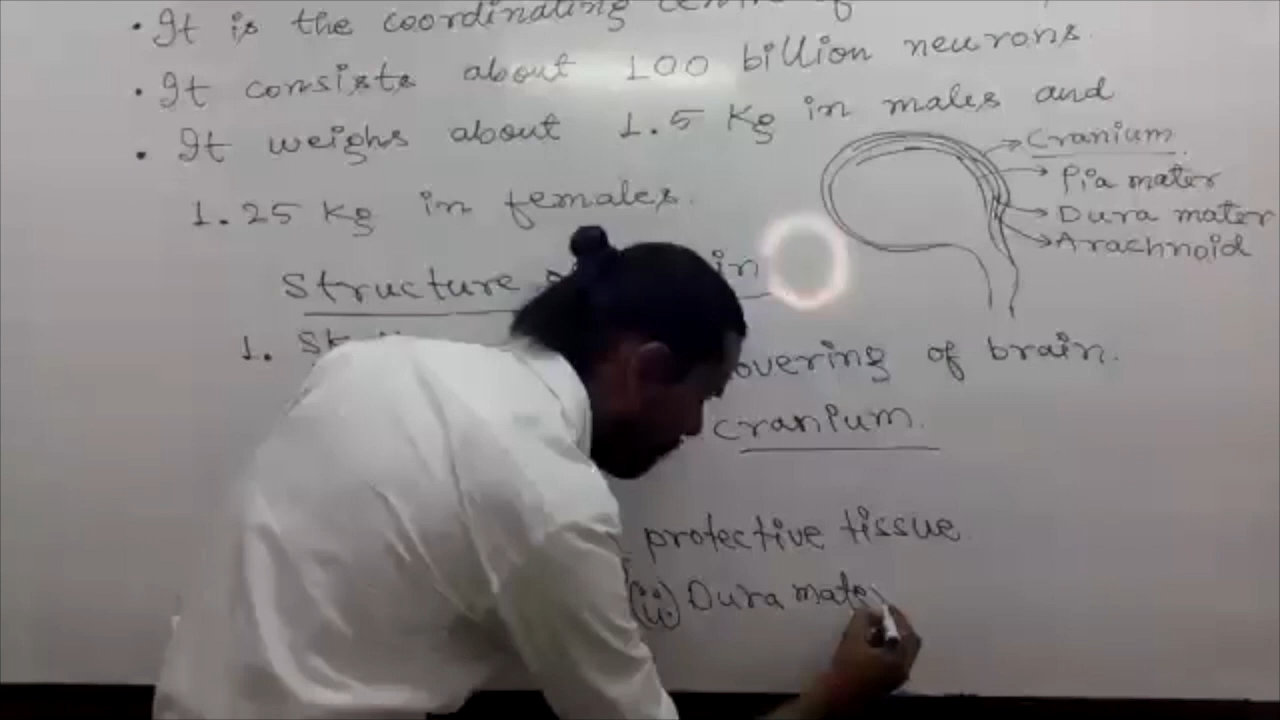 • It is the coordinating centre of
• It consists about 100 billion neurons.
• It weighs about 1.5 Kg in males and
1.25 Kg in females.
Cranium
Pia mater
Dura mater
Arachnoid
Structure
1.
overing of brain.
cranium.
protective tissue
(ii) Dura mate